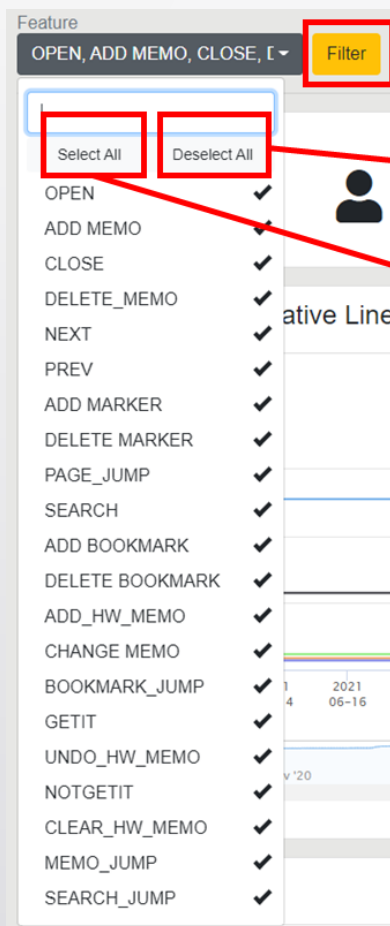 Feature
OPEN, ADD MEMO, CLOSE, [
Filter
Select All Deselect All
OPEN
ADD MEMO
CLOSE
DELETE_MEMO
ative Line
NEXT
PREV
ADD MARKER
DELETE MARKER
PAGE_JUMP
SEARCH
ADD BOOKMARK
DELETE BOOKMARK
ADD_HW_MEMO
CHANGE MEMO
BOOKMARK_JUMP
4
2021
06-16
GETIT
UNDO_HW_MEMO
v '20
NOTGETIT
CLEAR_HW_MEMO
MEMO_JUMP
SEARCH_JUMP